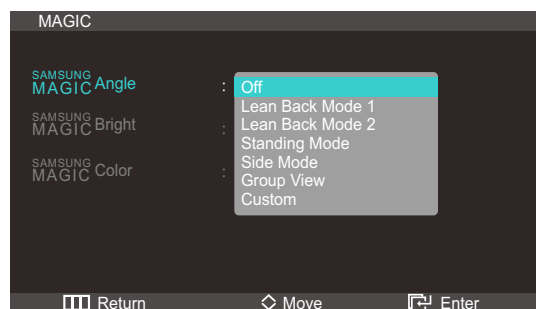 MAGIC
SAMSUNG
MAGIC Angle :
Off
Lean Back Mode 1
Lean Back Mode 2
Standing Mode
Side Mode
Group View
Custom
SAMSUNG
MAGIC Bright :
SAMSUNG
MAGIC Color :
Return Move Enter